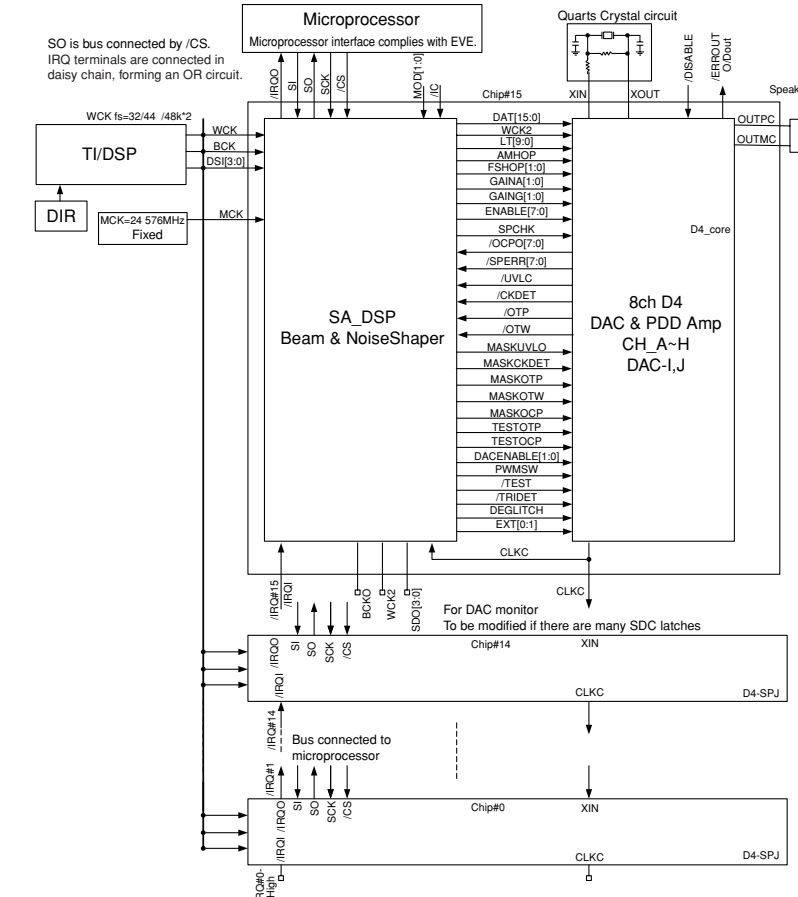 Microprocessor
Microprocessor interface complies with EVE.
Quarts Crystal circuit
SO is bus connected by /CS.
IRQ terminals are connected in
daisy chain, forming an OR circuit.
/IRQO
SI
SO
SCK
/CS
MOD[1:0]
/IC
/DISABLE
/ERROUT
O/Dout
Chip#15
XIN
XOUT
Speak
WCK fs=32/44 /48k*2
TI/DSP
WCK
BCK
DSI[3:0]
DIR
MCK=24 576MHz
Fixed
MCK
SA_DSP
Beam & NoiseShaper
DAT[15:0]
WCK2
LT[9:0]
AMHOP
FSHOP[1:0]
GAINA[1:0]
GAING[1:0]
ENABLE[7:0]
SPCHK
/OCPO[7:0]
/SPERR[7:0]
/UVLC
/CKDET
/OTP
/OTW
MASKUVLO
MASKCKDET
MASKOTP
MASKOTW
MASKOCP
TESTOTP
TESTOCP
DACENABLE[1:0]
PWMSW
/TEST
/TRIDET
DEGLITCH
EXT[0:1]
CLKC
OUTPC
OUTMC
D4_core
8ch D4
DAC & PDD Amp
CH_A~H
DAC-I,J
/IRQ#15
/IRQI
BCKO
WCK2
SDO[3:0]
CLKC
For DAC monitor
To be modified if there are many SDC latches
/IRQO
SI
SO
SCK
/CS
Chip#14
XIN
/IRQI
CLKC
D4-SPJ
/IRQ#14
Bus connected to
microprocessor
/IRQ#1
/IRQO
SI
SO
SCK
/CS
Chip#0
XIN
/IRQI
CLKC
D4-SPJ
RQ#0-
High